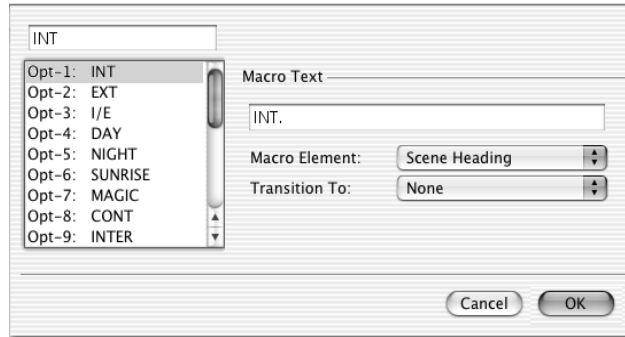 INT
Opt-1: INT
Opt-2: EXT
Opt-3: I/E
Opt-4: DAY
Opt-5: NIGHT
Opt-6: SUNRISE
Opt-7: MAGIC
Opt-8: CONT
Opt-9: INTER
Macro Text
INT.
Macro Element: Scene Heading
Transition To: None
Cancel OK